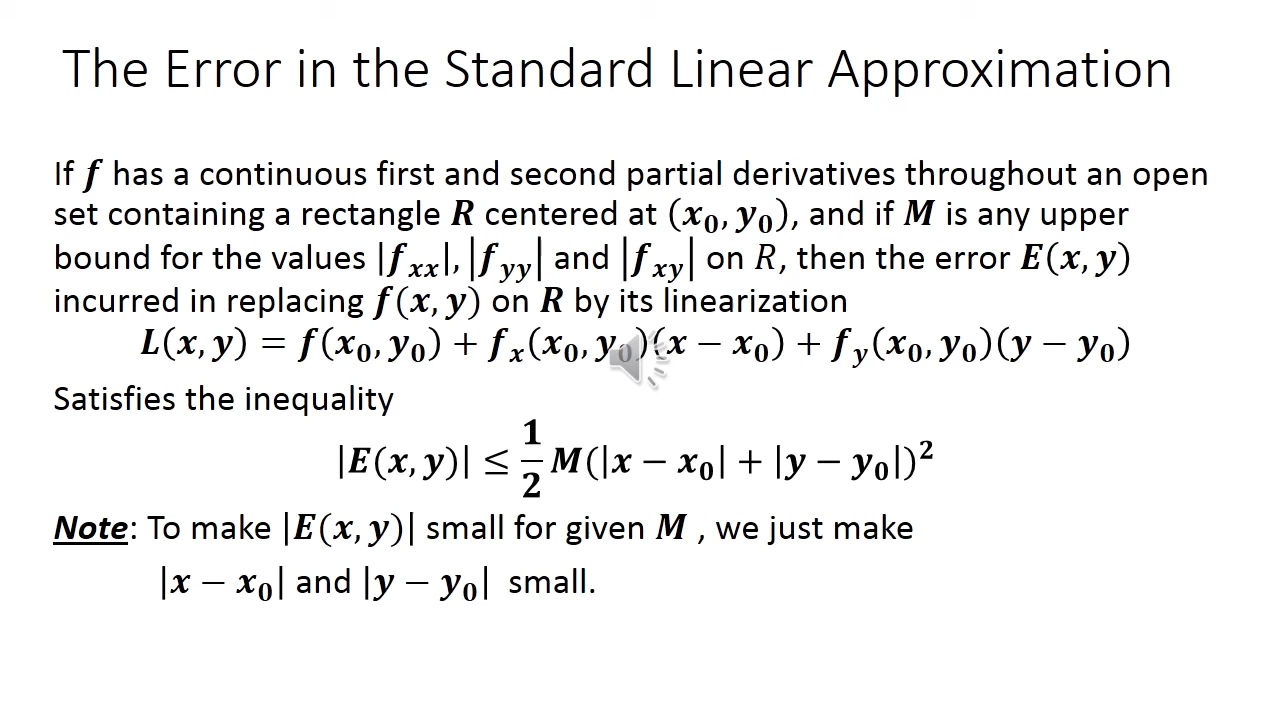 The Error in the Standard Linear Approximation
If f has a continuous first and second partial derivatives throughout an open
set containing a rectangle R centered at (x₀, y₀), and if M is any upper
bound for the values |fₓₓ|, |f_yy| and |f_xy| on R, then the error E(x, y)
incurred in replacing f(x, y) on R by its linearization
L(x, y) = f(x₀, y₀) + fₓ(x₀, y₀)(x − x₀) + f_y(x₀, y₀)(y − y₀)
Satisfies the inequality
|E(x, y)| ≤ 1/2 M(|x − x₀| + |y − y₀|)²
Note: To make |E(x, y)| small for given M , we just make
|x − x₀| and |y − y₀| small.